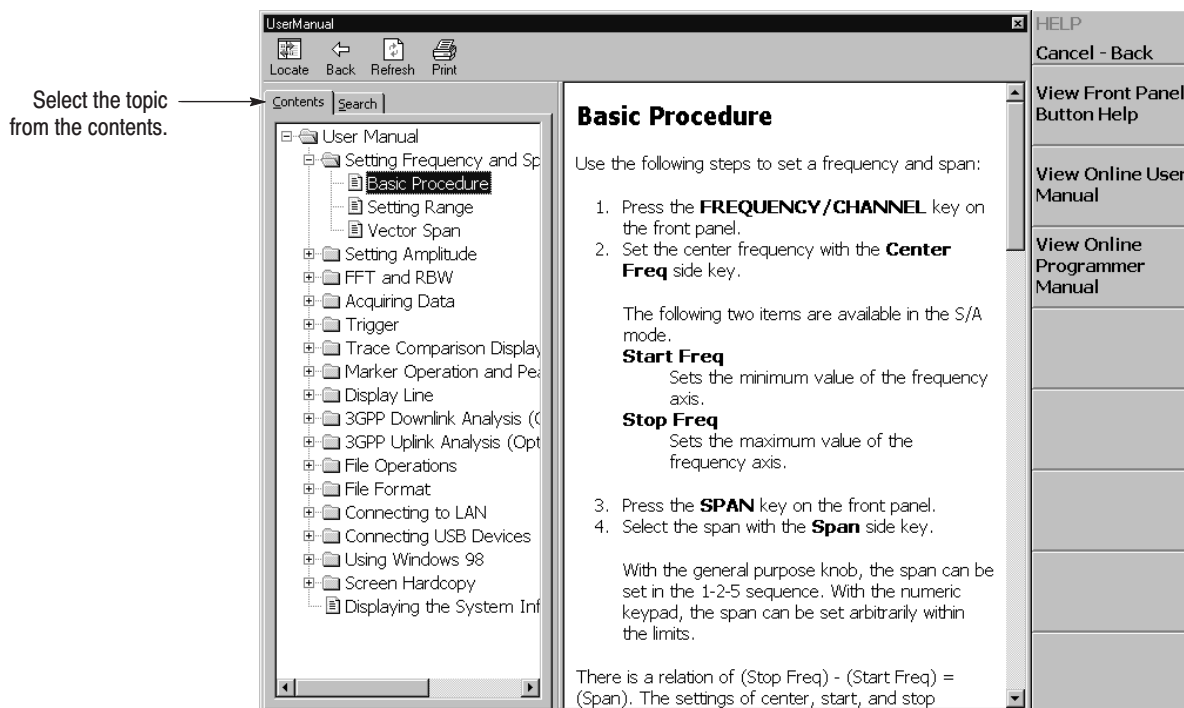 Select the topic
from the contents.
UserManual
Locate Back Refresh Print
Contents Search
User Manual
Setting Frequency and Sp
Basic Procedure
Setting Range
Vector Span
Setting Amplitude
FFT and RBW
Acquiring Data
Trigger
Trace Comparison Display
Marker Operation and Pea
Display Line
3GPP Downlink Analysis (O
3GPP Uplink Analysis (Opt
File Operations
File Format
Connecting to LAN
Connecting USB Devices
Using Windows 98
Screen Hardcopy
Displaying the System Inf
Basic Procedure
Use the following steps to set a frequency and span:
1. Press the FREQUENCY/CHANNEL key on
the front panel.
2. Set the center frequency with the Center
Freq side key.
The following two items are available in the S/A
mode.
Start Freq
Sets the minimum value of the frequency
axis.
Stop Freq
Sets the maximum value of the
frequency axis.
3. Press the SPAN key on the front panel.
4. Select the span with the Span side key.
With the general purpose knob, the span can be
set in the 1-2-5 sequence. With the numeric
keypad, the span can be set arbitrarily within
the limits.
There is a relation of (Stop Freq) - (Start Freq) =
(Span). The settings of center, start, and stop
HELP
Cancel - Back
View Front Panel
Button Help
View Online User
Manual
View Online
Programmer
Manual